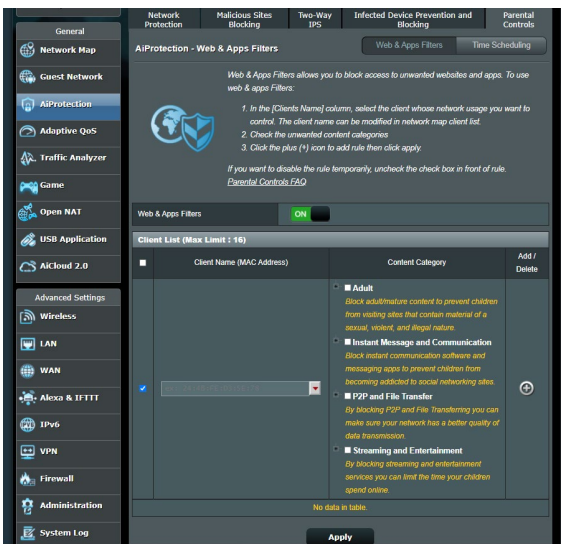 General
Network Map
Guest Network
AiProtection
Adaptive QoS
Traffic Analyzer
Game
Open NAT
USB Application
AiCloud 2.0
Advanced Settings
Wireless
LAN
WAN
Alexa & IFTTT
IPv6
VPN
Firewall
Administration
System Log
Network
Protection
Malicious Sites
Blocking
Two-Way
IPS
Infected Device Prevention and
Blocking
Parental
Controls
AiProtection - Web & Apps Filters
Web & Apps Filters
Time Scheduling
Web & Apps Filters allows you to block access to unwanted websites and apps. To use
web & apps Filters:
1. In the [Clients Name] column, select the client whose network usage you want to
control. The client name can be modified in network map client list.
2. Check the unwanted content categories
3. Click the plus (+) icon to add rule then click apply.
If you want to disable the rule temporarily, uncheck the check box in front of rule.
Parental Controls FAQ
Web & Apps Filters
ON
Client List (Max Limit : 16)
Client Name (MAC Address)
Content Category
Add /
Delete
Adult
Block adult/mature content to prevent children
from visiting sites that contain material of a
sexual, violent, and illegal nature.
Instant Message and Communication
Block instant communication software and
messaging apps to prevent children from
becoming addicted to social networking sites.
P2P and File Transfer
By blocking P2P and File Transferring you can
make sure your network has a better quality of
data transmission.
Streaming and Entertainment
By blocking streaming and entertainment
services you can limit the time your children
spend online.
No data in table.
Apply